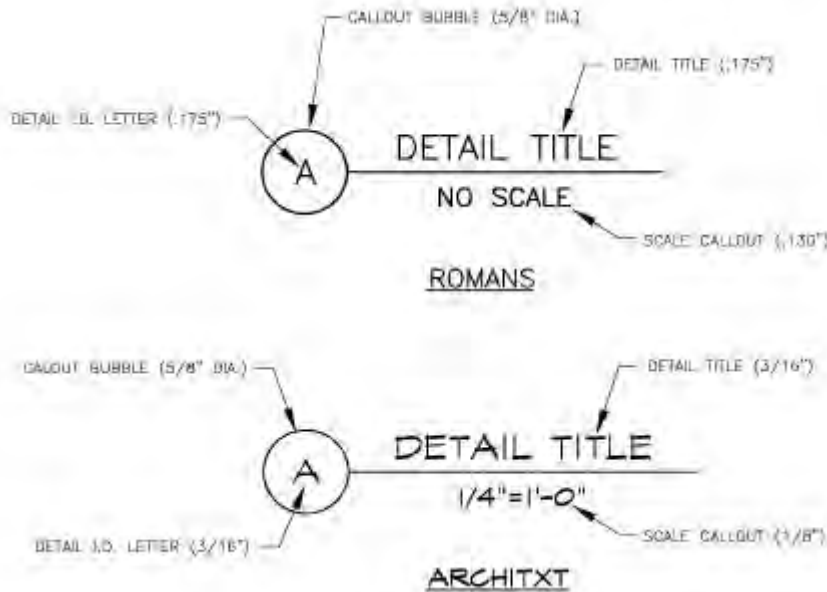 CALLOUT BUBBLE (5/8" DIA.)
DETAIL TITLE (.175")
DETAIL I.D. LETTER (.175")
DETAIL TITLE
A
NO SCALE
SCALE CALLOUT (.130")
ROMANS
CALLOUT BUBBLE (5/8" DIA.)
DETAIL TITLE (3/16")
DETAIL TITLE
A
1/4"=1'-0"
DETAIL I.D. LETTER (3/16")
SCALE CALLOUT (1/8")
ARCHITXT